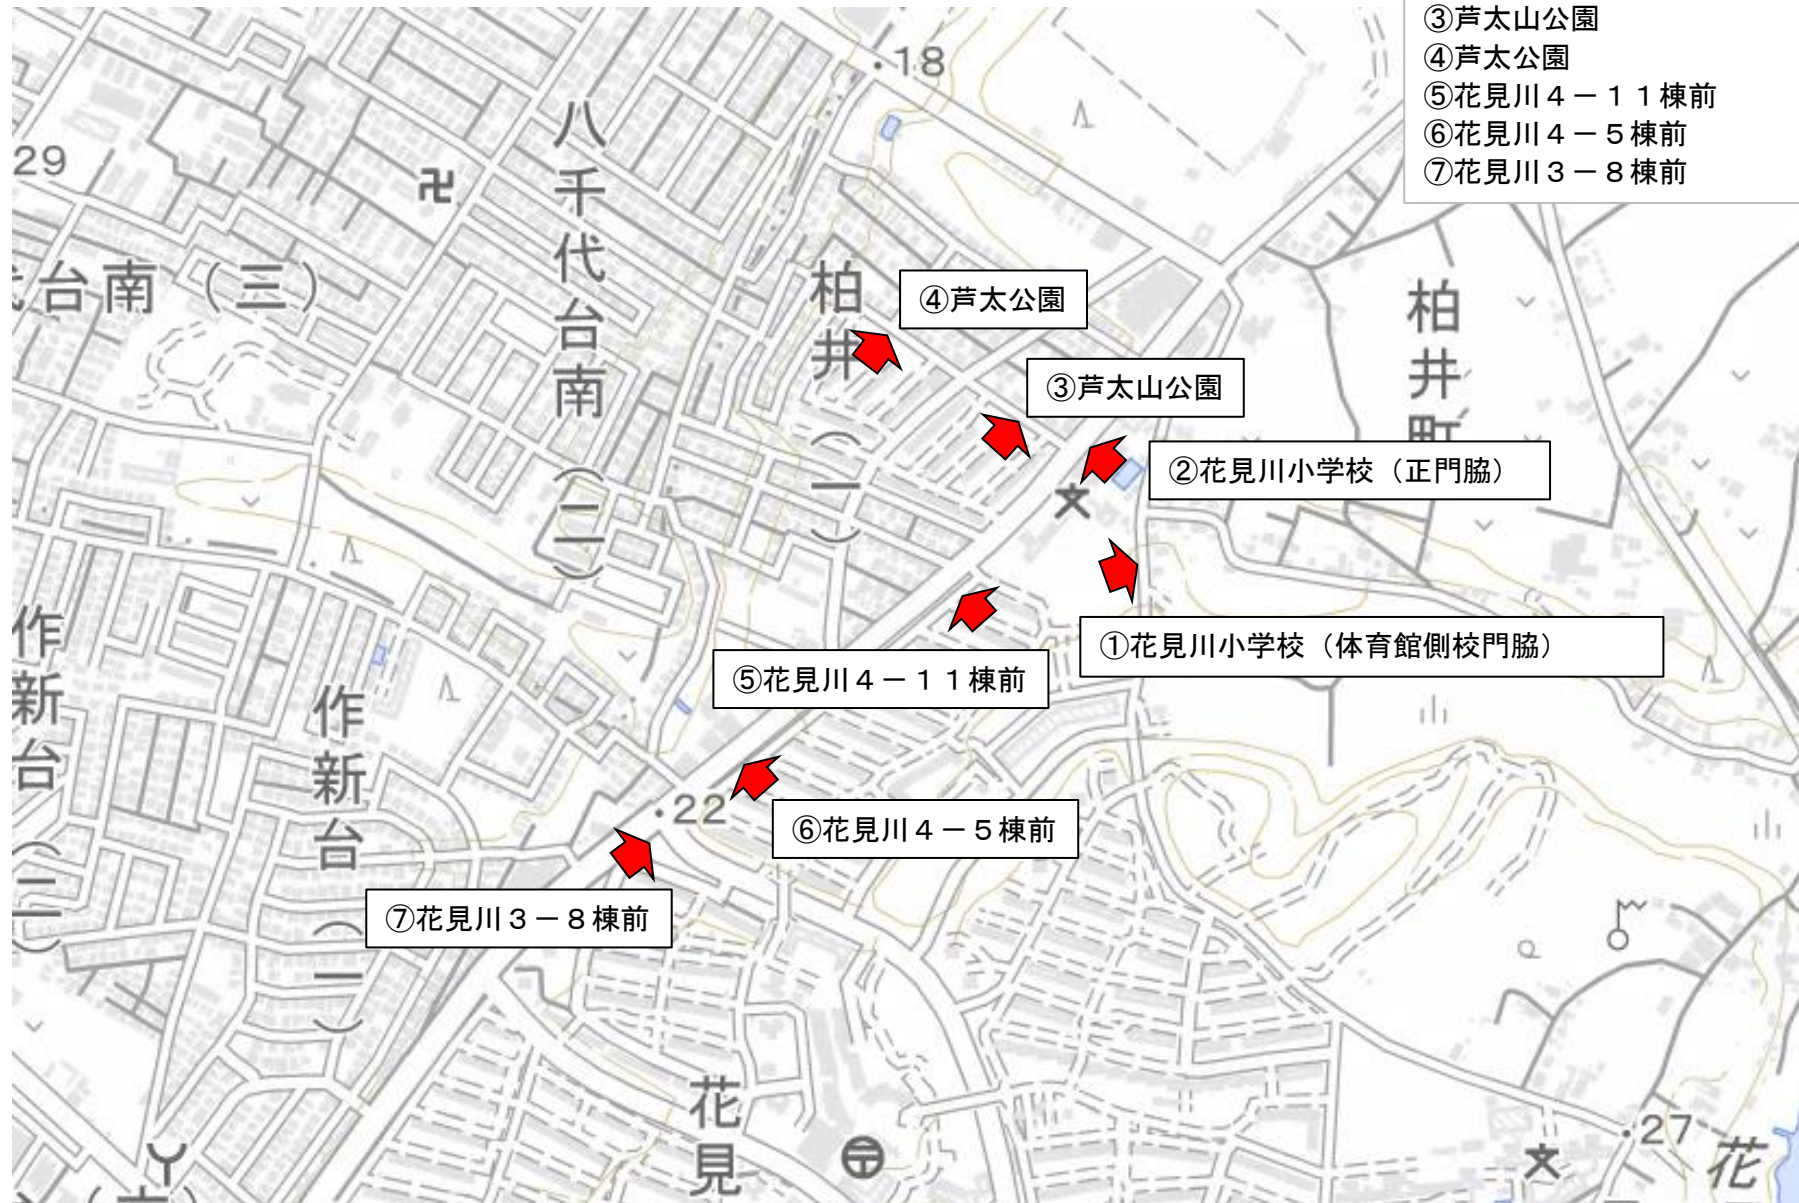 ③芦太山公園
④芦太公園
⑤花見川４－１１棟前
⑥花見川４－５棟前
⑦花見川３－８棟前
18
29
八千代台南（二）
台南（三）
柏井（一）
柏井町
④芦太公園
③芦太山公園
②花見川小学校（正門脇）
①花見川小学校（体育館側校門脇）
⑤花見川４－１１棟前
⑥花見川４－５棟前
⑦花見川３－８棟前
作新台（二）
作新台（一）
22
花見
27
花